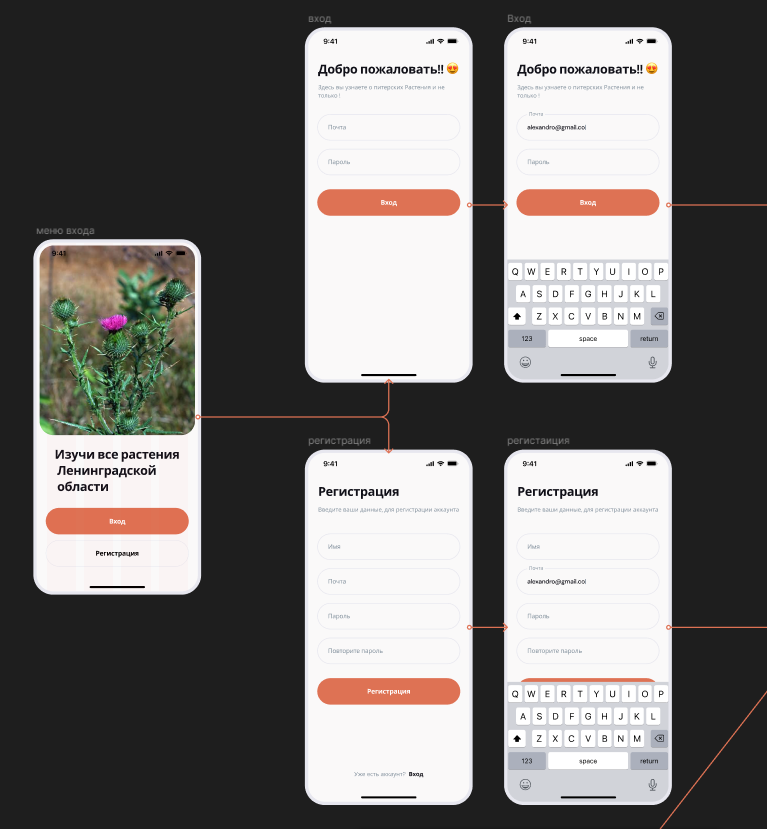 вход
9:41
Добро пожаловать!! 😍
Здесь вы узнаете о питерских Растения и не
только !
Почта
Пароль
Вход
Вход
9:41
Добро пожаловать!! 😍
Здесь вы узнаете о питерских Растения и не
только !
Почта
alexandro@gmail.co
Пароль
Вход
Q W E R T Y U I O P
A S D F G H J K L
Z X C V B N M
123 space return
меню входа
9:41
Изучи все растения
Ленинградской
области
Вход
Регистрация
регистрация
9:41
Регистрация
Введите ваши данные, для регистрации аккаунта
Имя
Почта
Пароль
Повторите пароль
Регистрация
Уже есть аккаунт? Вход
регистаиция
9:41
Регистрация
Введите ваши данные, для регистрации аккаунта
Имя
Почта
alexandro@gmail.co
Пароль
Повторите пароль
Q W E R T Y U I O P
A S D F G H J K L
Z X C V B N M
123 space return